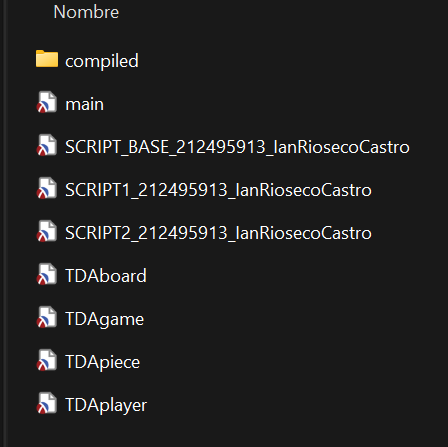 Nombre
compiled
main
SCRIPT_BASE_212495913_IanRiosecoCastro
SCRIPT1_212495913_IanRiosecoCastro
SCRIPT2_212495913_IanRiosecoCastro
TDAboard
TDAgame
TDApiece
TDAplayer